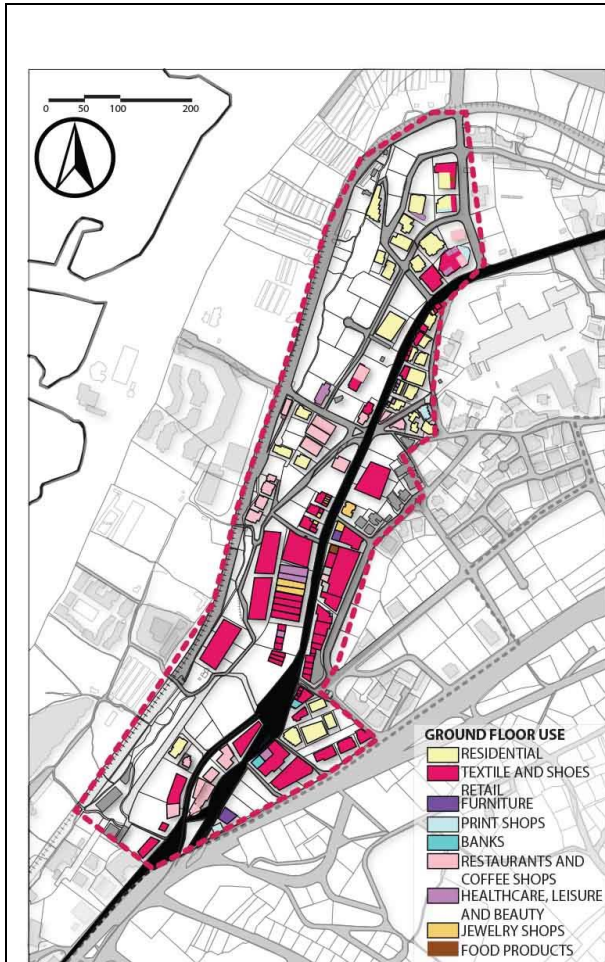 0 50 100 200
GROUND FLOOR USE
RESIDENTIAL
TEXTILE AND SHOES
RETAIL
FURNITURE
PRINT SHOPS
BANKS
RESTAURANTS AND
COFFEE SHOPS
HEALTHCARE, LEISURE
AND BEAUTY
JEWELRY SHOPS
FOOD PRODUCTS